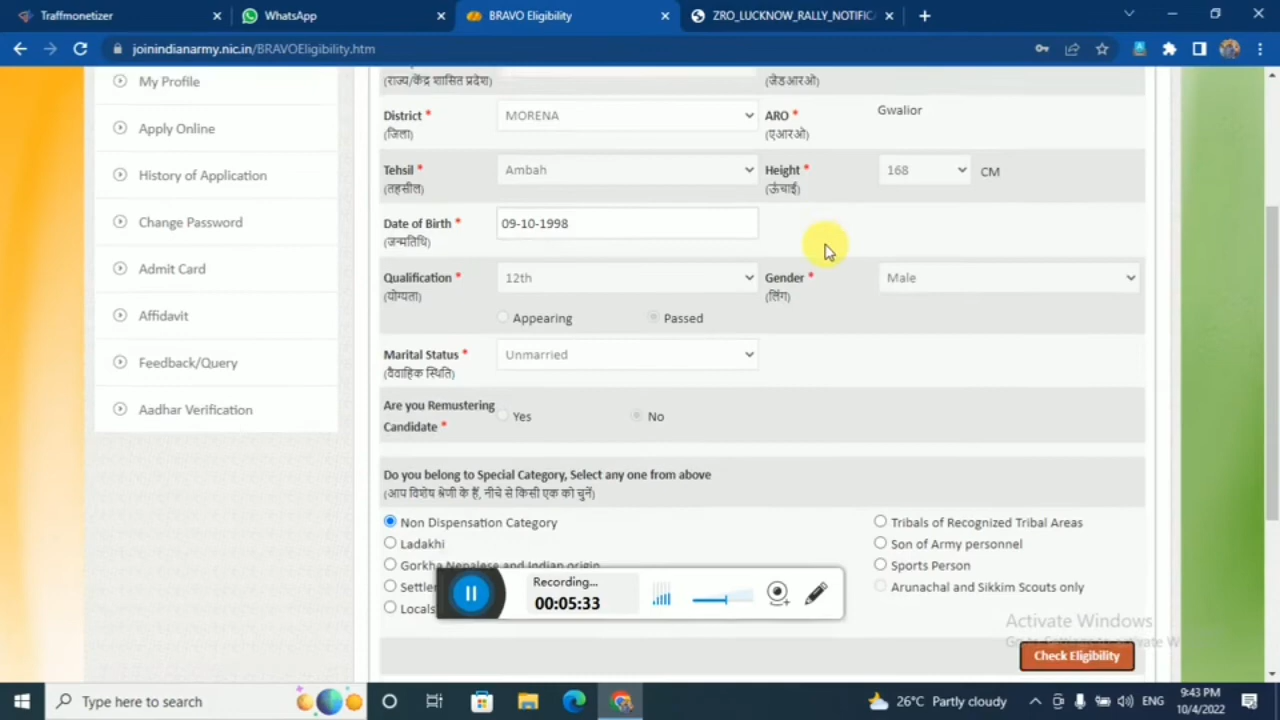 Traffmonetizer WhatsApp BRAVO Eligibility ZRO_LUCKNOW_RALLY_NOTIFIC
joinindianarmy.nic.in/BRAVOEligibility.htm
My Profile
Apply Online
History of Application
Change Password
Admit Card
Affidavit
Feedback/Query
Aadhar Verification
(राज्य/केंद्र शासित प्रदेश) (जेडआरओ)
District * MORENA ARO * Gwalior
(जिला) (एआरओ)
Tehsil * Ambah Height * 168 CM
(तहसील) (ऊंचाई)
Date of Birth * 09-10-1998
(जन्मतिथि)
Qualification * 12th Gender * Male
(योग्यता) (लिंग)
Appearing Passed
Marital Status * Unmarried
(वैवाहिक स्थिति)
Are you Remustering Yes No
Candidate *
Do you belong to Special Category, Select any one from above
(आप विशेष श्रेणी के हैं, नीचे से किसी एक को चुनें)
Non Dispensation Category Tribals of Recognized Tribal Areas
Ladakhi Son of Army personnel
Gorkha Nepalese and Indian origin Sports Person
Arunachal and Sikkim Scouts only
Locals
Recording...
00:05:33
Activate Windows
Check Eligibility
Type here to search 26°C Partly cloudy ENG 9:43 PM
10/4/2022